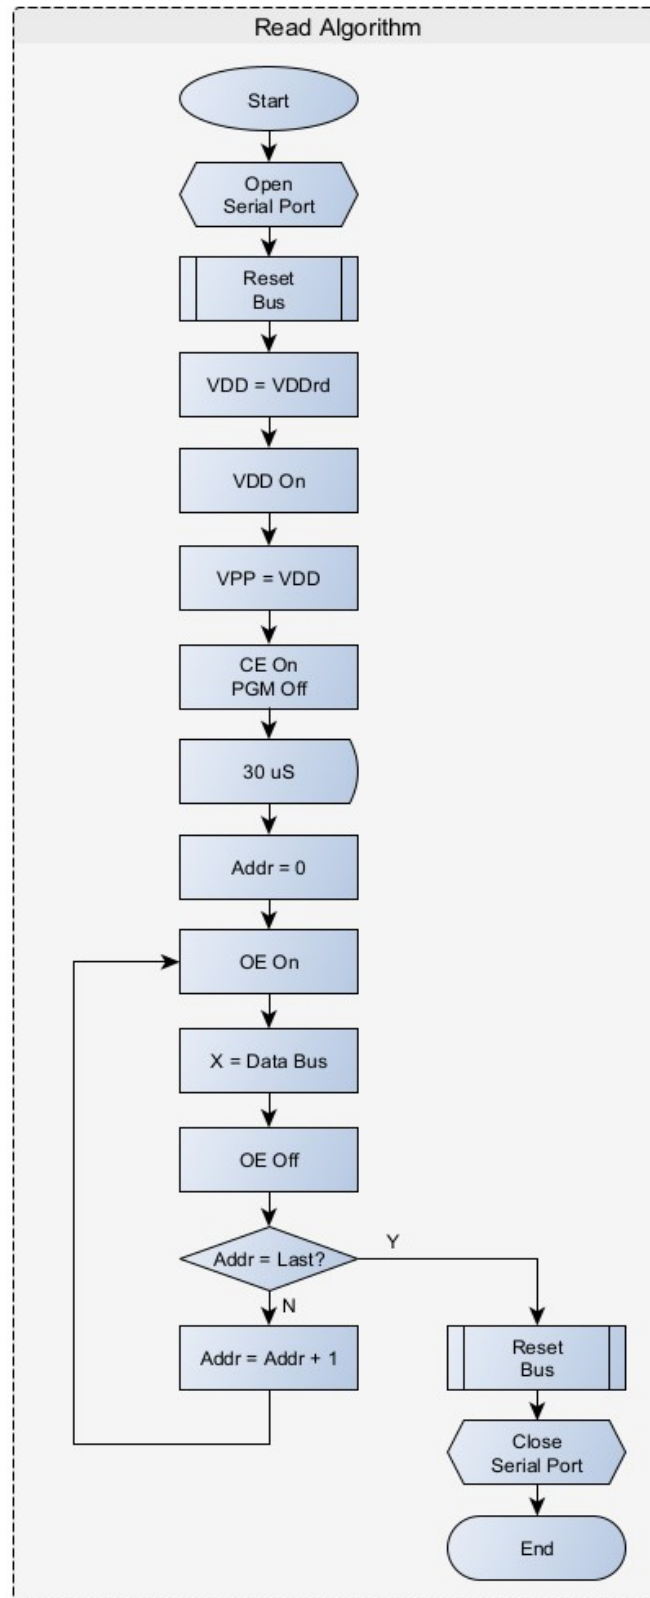 Read Algorithm
Start
Open
Serial Port
Reset
Bus
VDD = VDDrd
VDD On
VPP = VDD
CE On
PGM Off
30 uS
Addr = 0
OE On
X = Data Bus
OE Off
Addr = Last?
Y
N
Addr = Addr + 1
Reset
Bus
Close
Serial Port
End